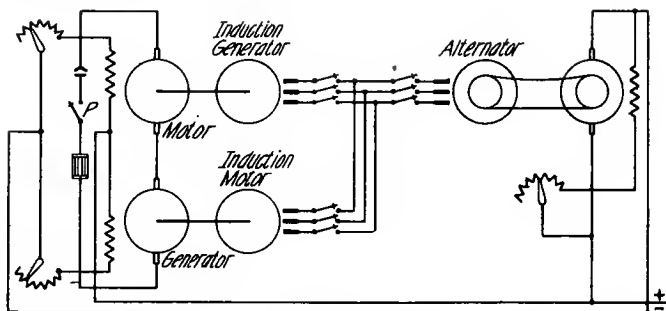 Induction
Generator
Alternator
P
Motor
Induction
Motor
Generator
+
−